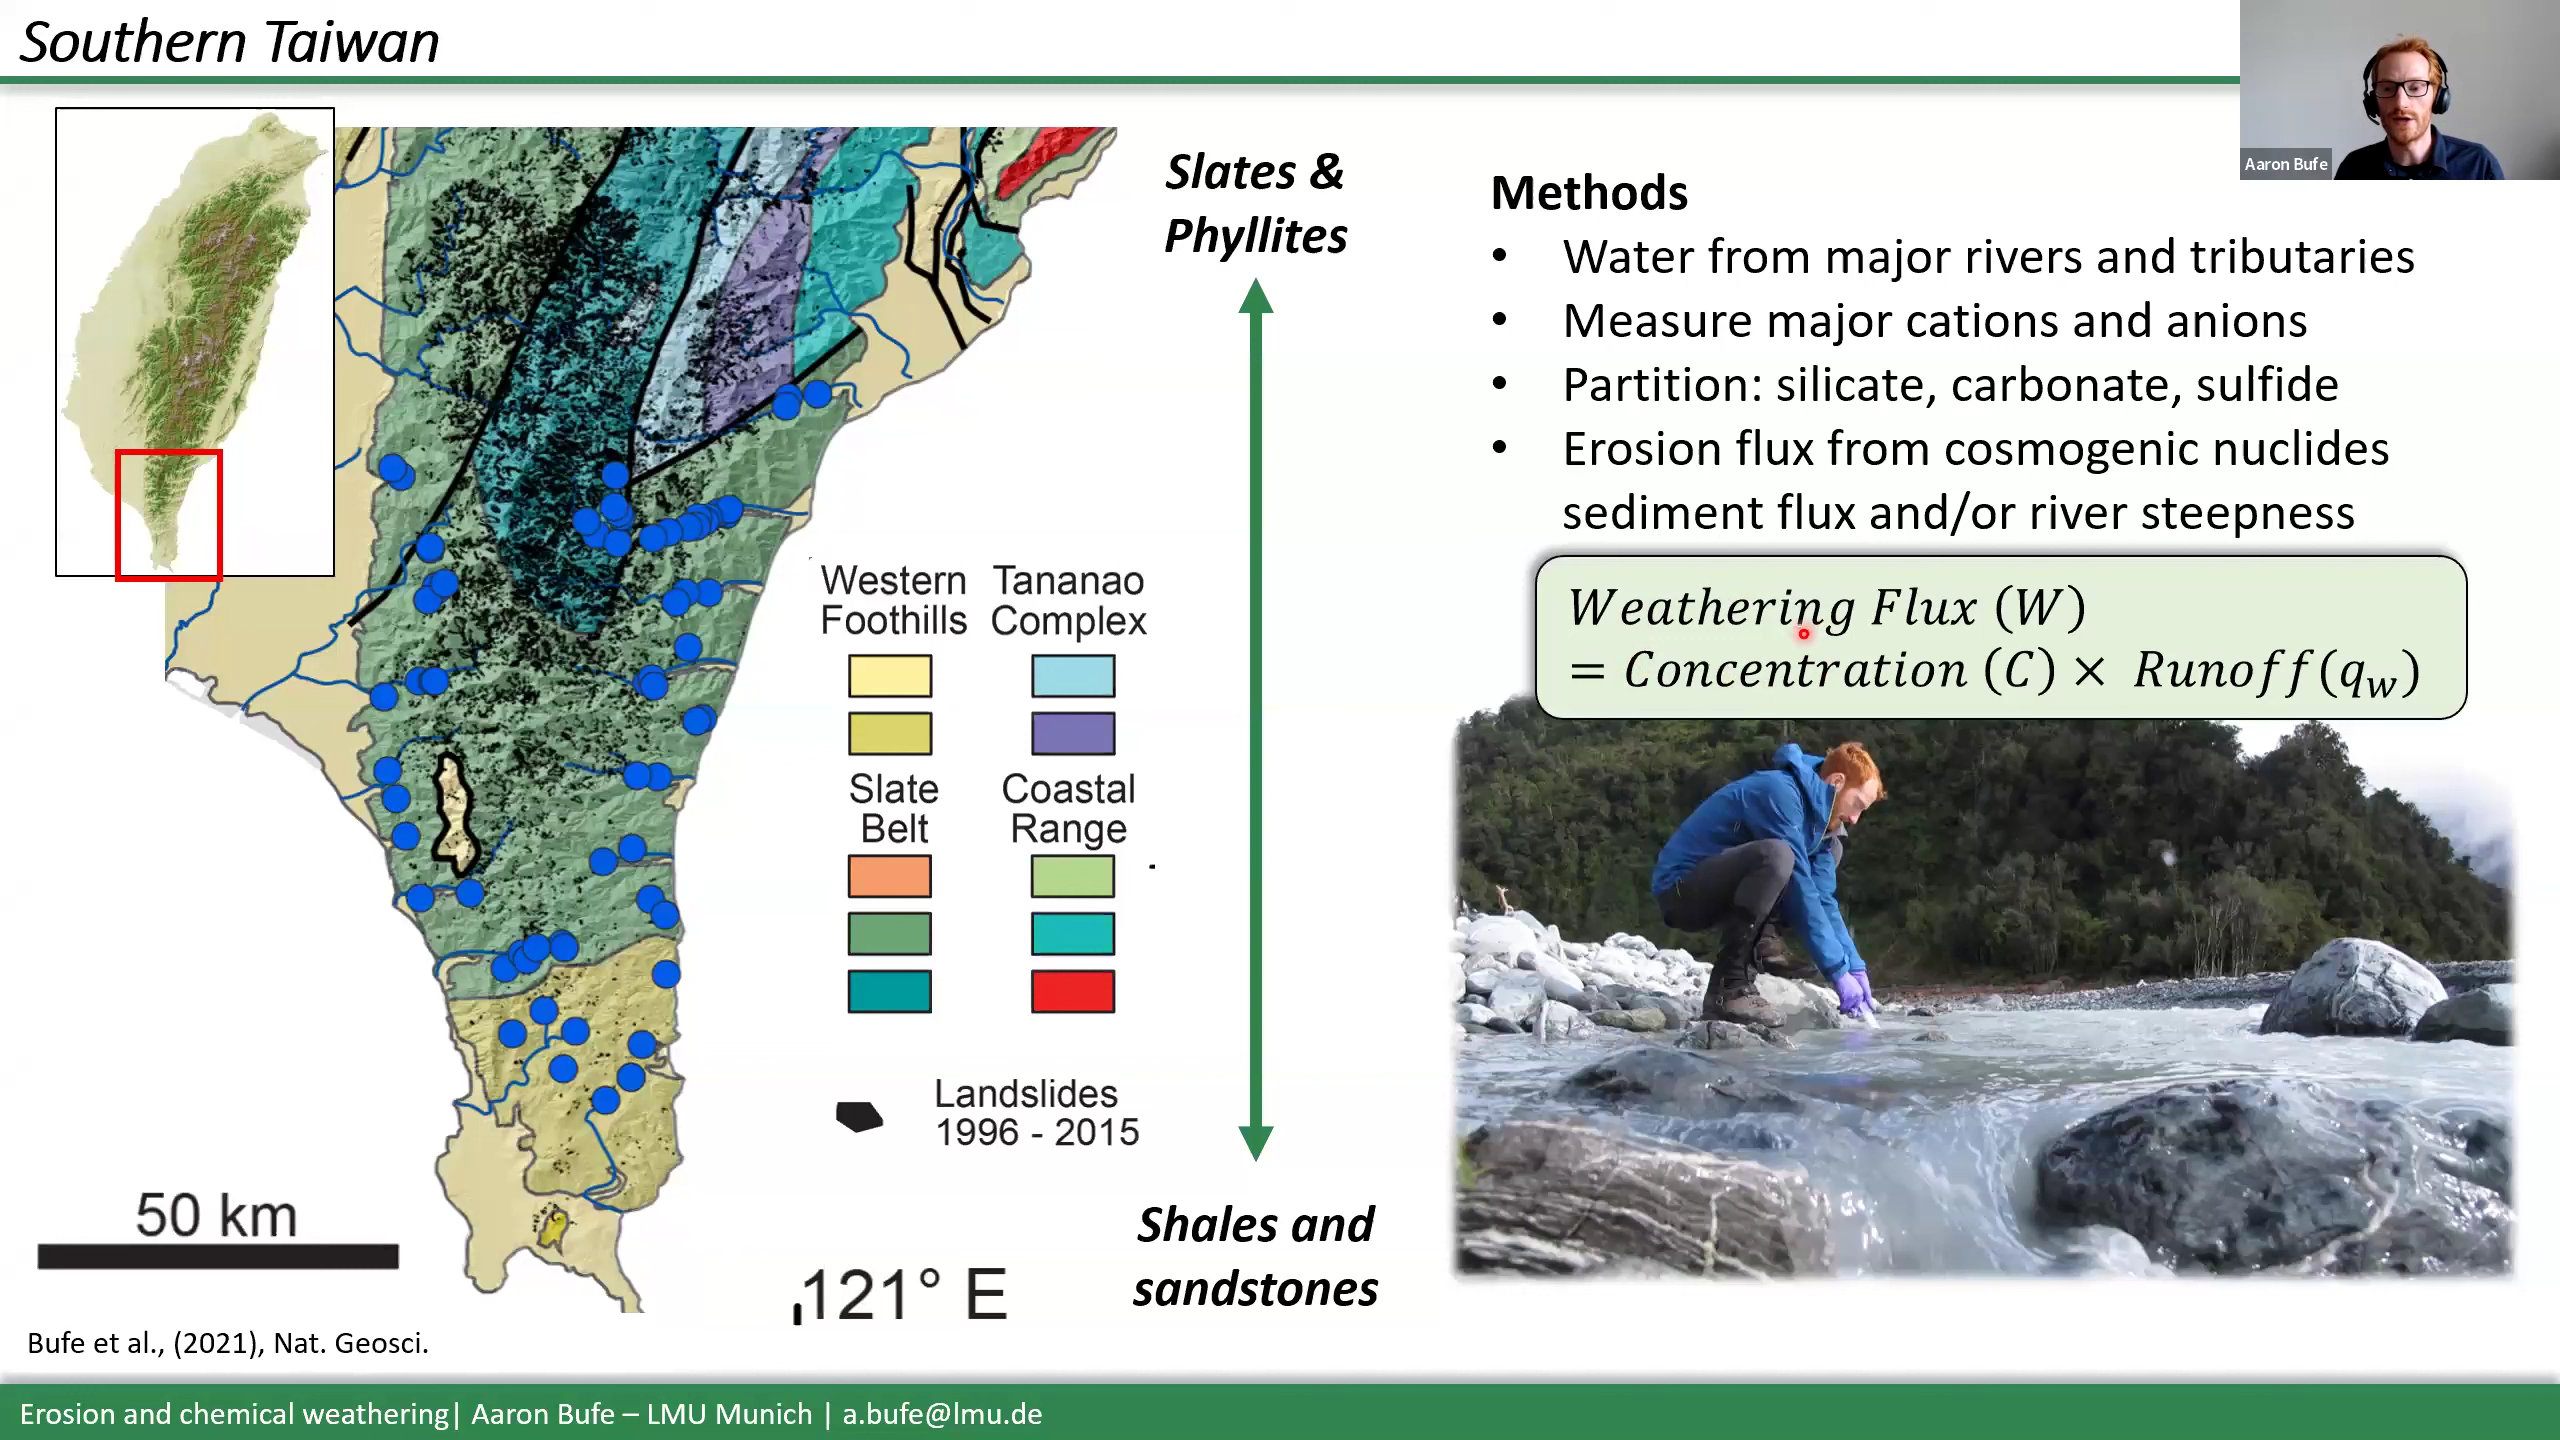 Southern Taiwan
Aaron Bufe
Slates &
Phyllites
Shales and
sandstones
Western
Foothills
Tananao
Complex
Slate
Belt
Coastal
Range
Landslides
1996 - 2015
50 km
121° E
Bufe et al., (2021), Nat. Geosci.
Methods
• Water from major rivers and tributaries
• Measure major cations and anions
• Partition: silicate, carbonate, sulfide
• Erosion flux from cosmogenic nuclides
sediment flux and/or river steepness
Weathering Flux (W)
= Concentration (C) × Runoff(q_w)
Erosion and chemical weathering| Aaron Bufe – LMU Munich | a.bufe@lmu.de